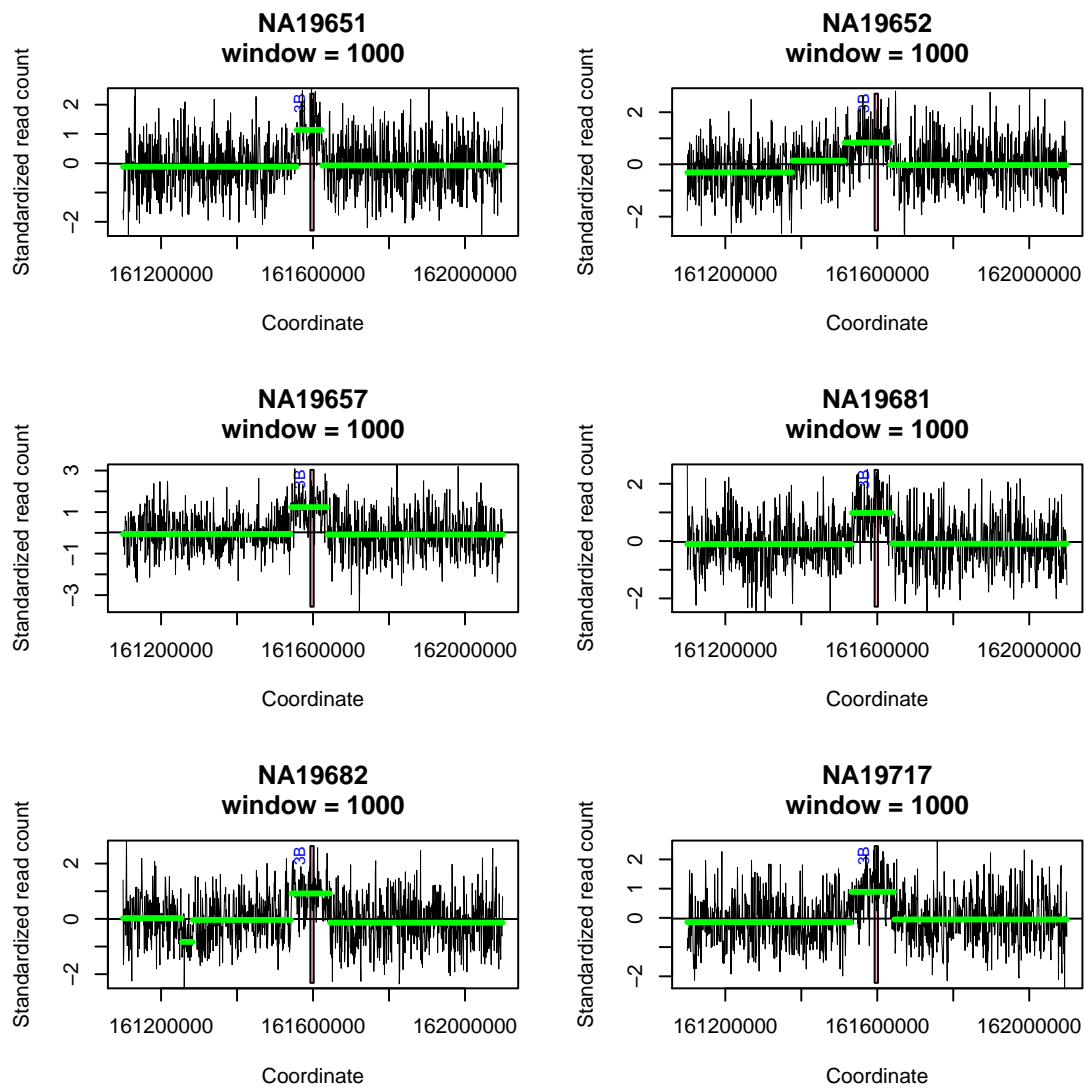 NA19651
window = 1000
Standardized read count
2
1
0
−2
3B
161200000 161600000 162000000
Coordinate
NA19652
window = 1000
Standardized read count
2
0
−2
3B
161200000 161600000 162000000
Coordinate
NA19657
window = 1000
Standardized read count
3
1
−1
−3
3B
161200000 161600000 162000000
Coordinate
NA19681
window = 1000
Standardized read count
2
0
−2
3B
161200000 161600000 162000000
Coordinate
NA19682
window = 1000
Standardized read count
2
0
−2
3B
161200000 161600000 162000000
Coordinate
NA19717
window = 1000
Standardized read count
2
1
0
−2
3B
161200000 161600000 162000000
Coordinate